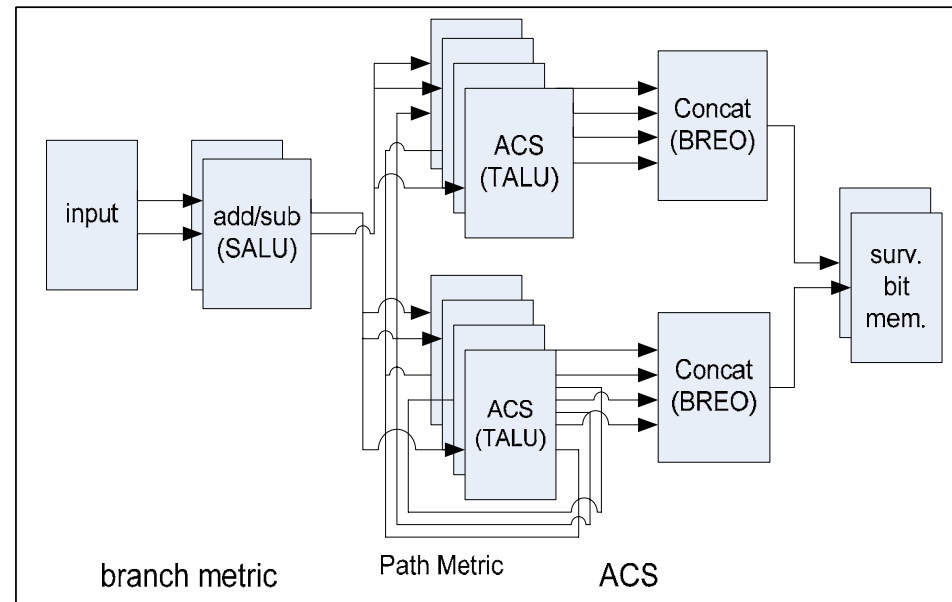 input
add/sub
(SALU)
ACS
(TALU)
Concat
(BREO)
surv.
bit
mem.
ACS
(TALU)
Concat
(BREO)
branch metric
Path Metric
ACS